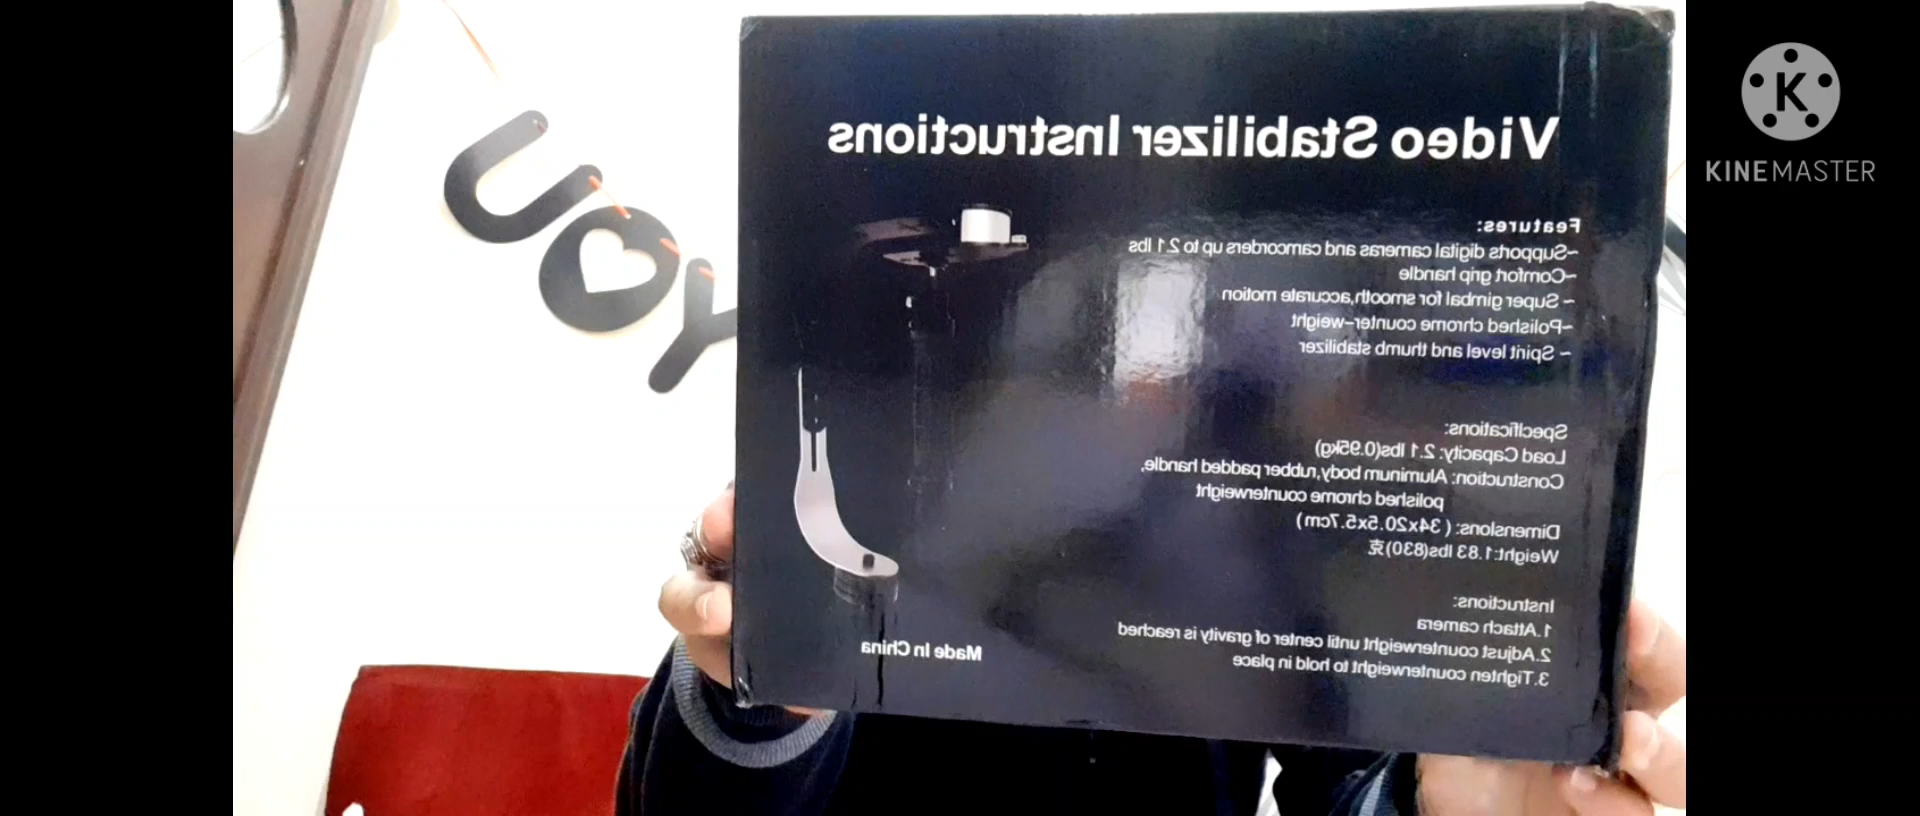 Video Stabilizer Instructions
Features:
~Supports digital cameras and camcorders up to 2.1 lbs
~Comfort grip handle
~ Super gimbal for smooth,accurate motion
~Polished chrome counter-weight
~ Spirit level and thumb stabilizer
Specifications:
Load Capacity: 2.1 lbs(0.95kg)
Construction: Aluminum body,rubber padded handle,
polished chrome counterweight
Dimensions: ( 34x20.5x5.7cm )
Weight:1.83 lbs(830)克
Instructions:
1.Attach camera
2.Adjust counterweight until center of gravity is reached
3.Tighten counterweight to hold in place
Made In China
YOU
K
KINEMASTER